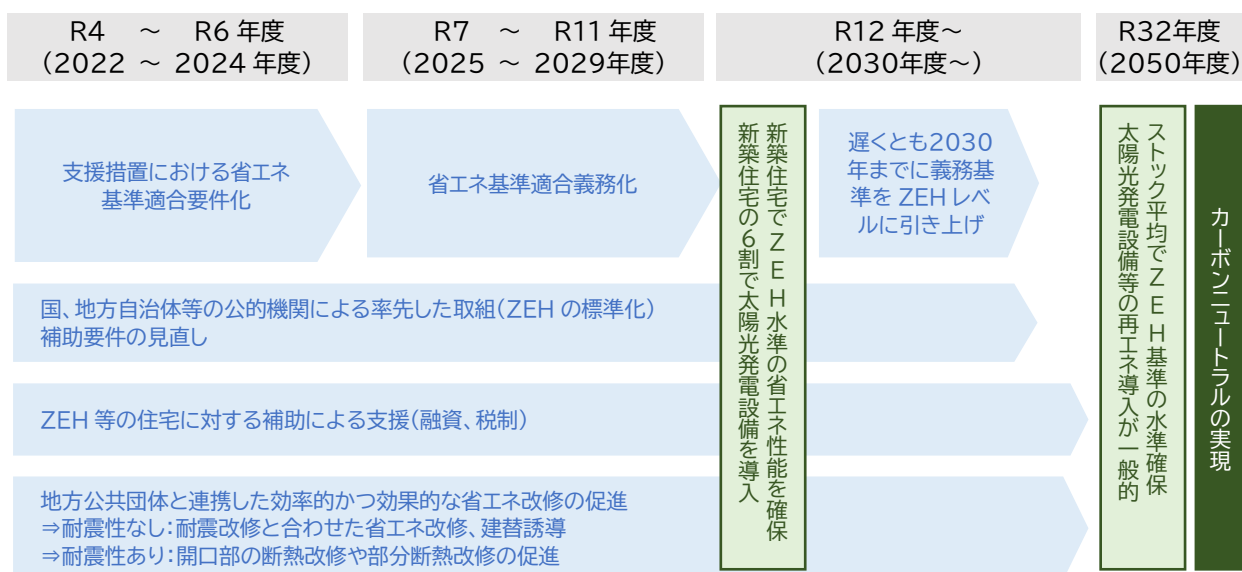 R4 ～ R6 年度
（2022 ～ 2024 年度）
R7 ～ R11 年度
（2025 ～ 2029年度）
R12 年度～
（2030年度～）
R32年度
（2050年度）
支援措置における省エネ
基準適合要件化
省エネ基準適合義務化
新築住宅でＺＥＨ水準の省エネ性能を確保
新築住宅の６割で太陽光発電設備を導入
遅くとも2030
年までに義務基
準を ZEH レベ
ルに引き上げ
ストック平均でＺＥＨ基準の水準確保
太陽光発電設備等の再エネ導入が一般的
カーボンニュートラルの実現
国、地方自治体等の公的機関による率先した取組（ZEH の標準化）
補助要件の見直し
ZEH 等の住宅に対する補助による支援（融資、税制）
地方公共団体と連携した効率的かつ効果的な省エネ改修の促進
⇒耐震性なし：耐震改修と合わせた省エネ改修、建替誘導
⇒耐震性あり：開口部の断熱改修や部分断熱改修の促進